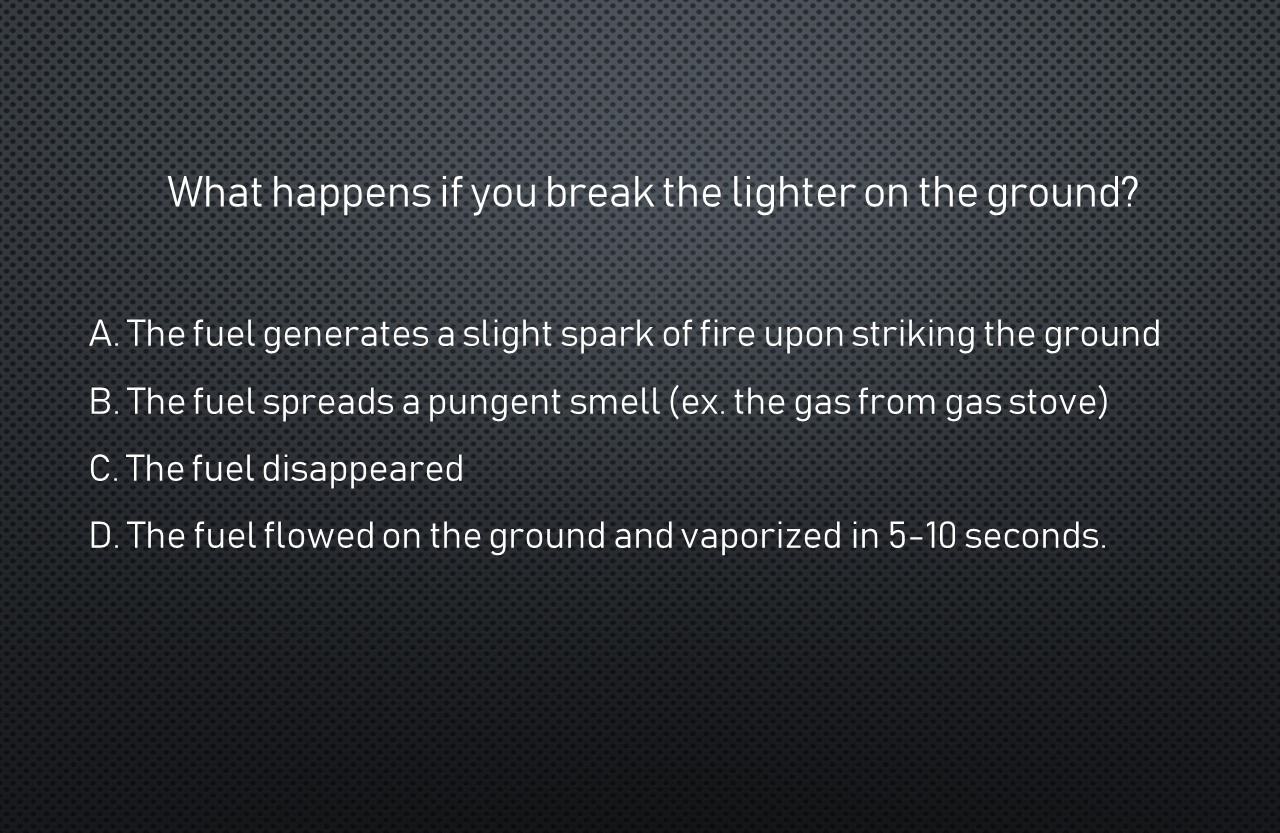 What happens if you break the lighter on the ground?
A. The fuel generates a slight spark of fire upon striking the ground
B. The fuel spreads a pungent smell (ex. the gas from gas stove)
C. The fuel disappeared
D. The fuel flowed on the ground and vaporized in 5-10 seconds.